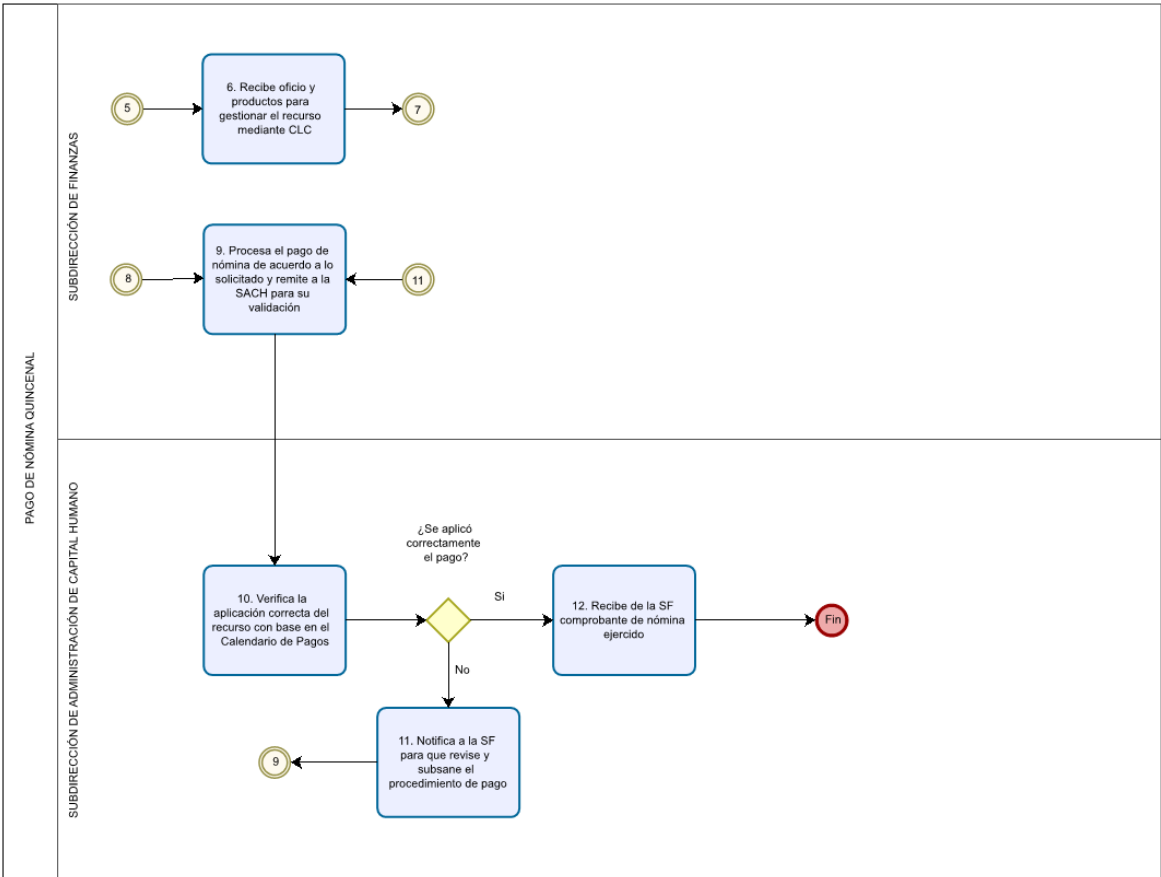 PAGO DE NÓMINA QUINCENAL
SUBDIRECCIÓN DE FINANZAS
5
6. Recibe oficio y
productos para
gestionar el recurso
mediante CLC
7
8
9. Procesa el pago de
nómina de acuerdo a lo
solicitado y remite a la
SACH para su
validación
11
SUBDIRECCIÓN DE ADMINISTRACIÓN DE CAPITAL HUMANO
10. Verifica la
aplicación correcta del
recurso con base en el
Calendario de Pagos
¿Se aplicó
correctamente
el pago?
Si
12. Recibe de la SF
comprobante de nómina
ejercido
Fin
No
11. Notifica a la SF
para que revise y
subsane el
procedimiento de pago
9